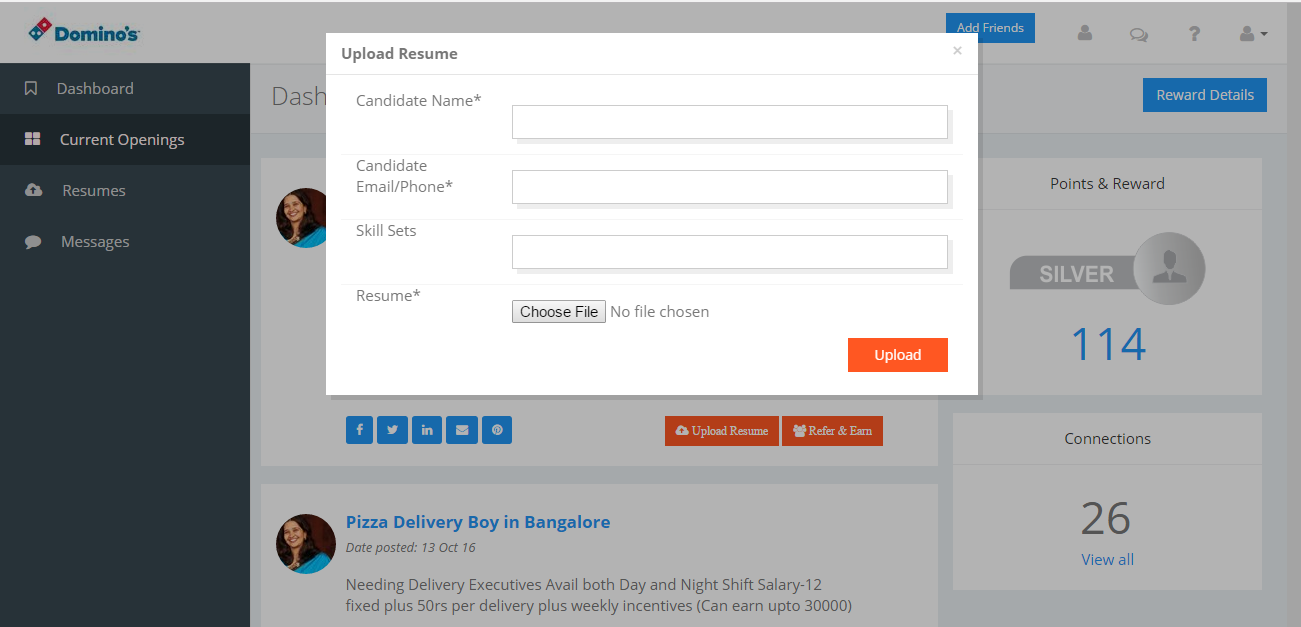 Domino's
Add Friends
?
Upload Resume
×
Dashboard
Dash
Reward Details
Candidate Name*
Current Openings
Candidate
Email/Phone*
Resumes
Points & Reward
Skill Sets
Messages
SILVER
Resume*
Choose File No file chosen
114
Upload
Upload Resume
Refer & Earn
Connections
26
View all
Pizza Delivery Boy in Bangalore
Date posted: 13 Oct 16
Needing Delivery Executives Avail both Day and Night Shift Salary-12
fixed plus 50rs per delivery plus weekly incentives (Can earn upto 30000)